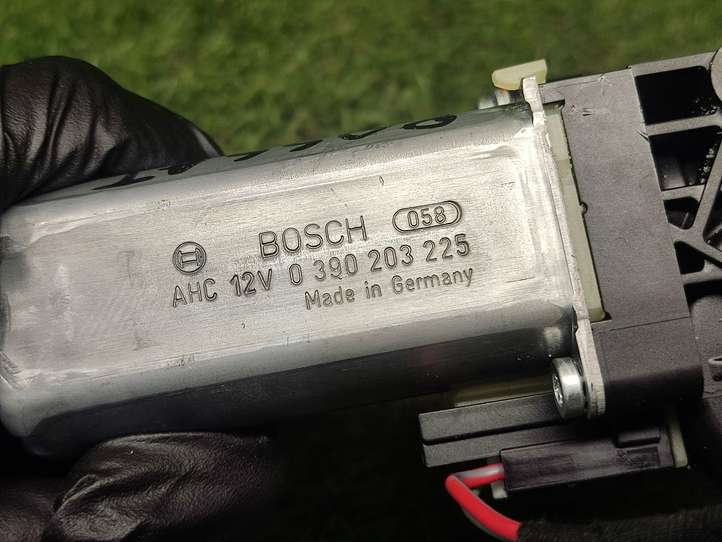 BOSCH 058
AHC 12V 0 390 203 225
Made in Germany